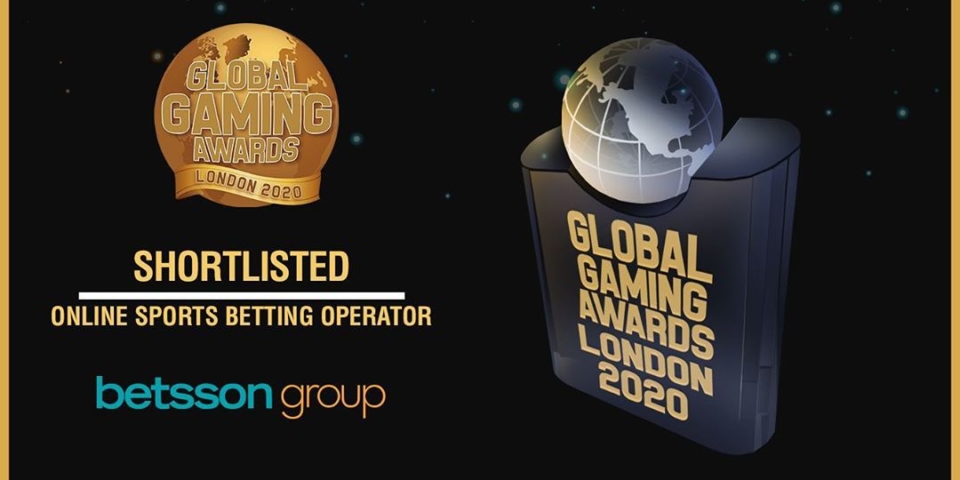 GLOBAL
GAMING
AWARDS
LONDON 2020
SHORTLISTED
ONLINE SPORTS BETTING OPERATOR
betsson group
GLOBAL
GAMING
AWARDS
LONDON
2020